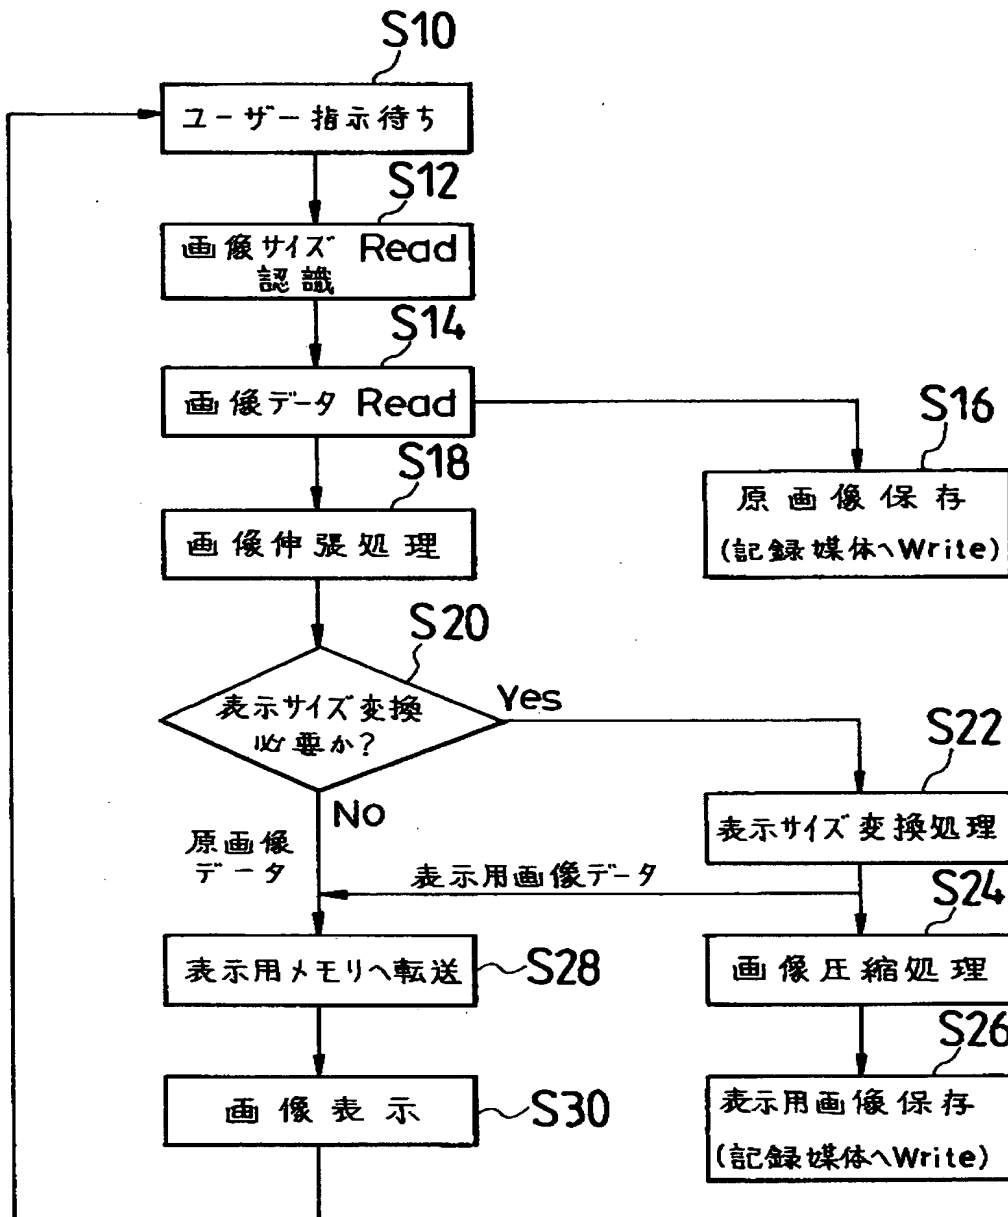 S10
ユーザー指示待ち
S12
画像サイズ Read
認識
S14
画像データ Read
S16
原画像保存
(記録媒体へWrite)
S18
画像伸張処理
S20
表示サイズ変換
必要か?
Yes
No
S22
表示サイズ変換処理
原画像
データ
表示用画像データ
S24
画像圧縮処理
表示用メモリへ転送
S28
S26
表示用画像保存
(記録媒体へWrite)
画像表示
S30